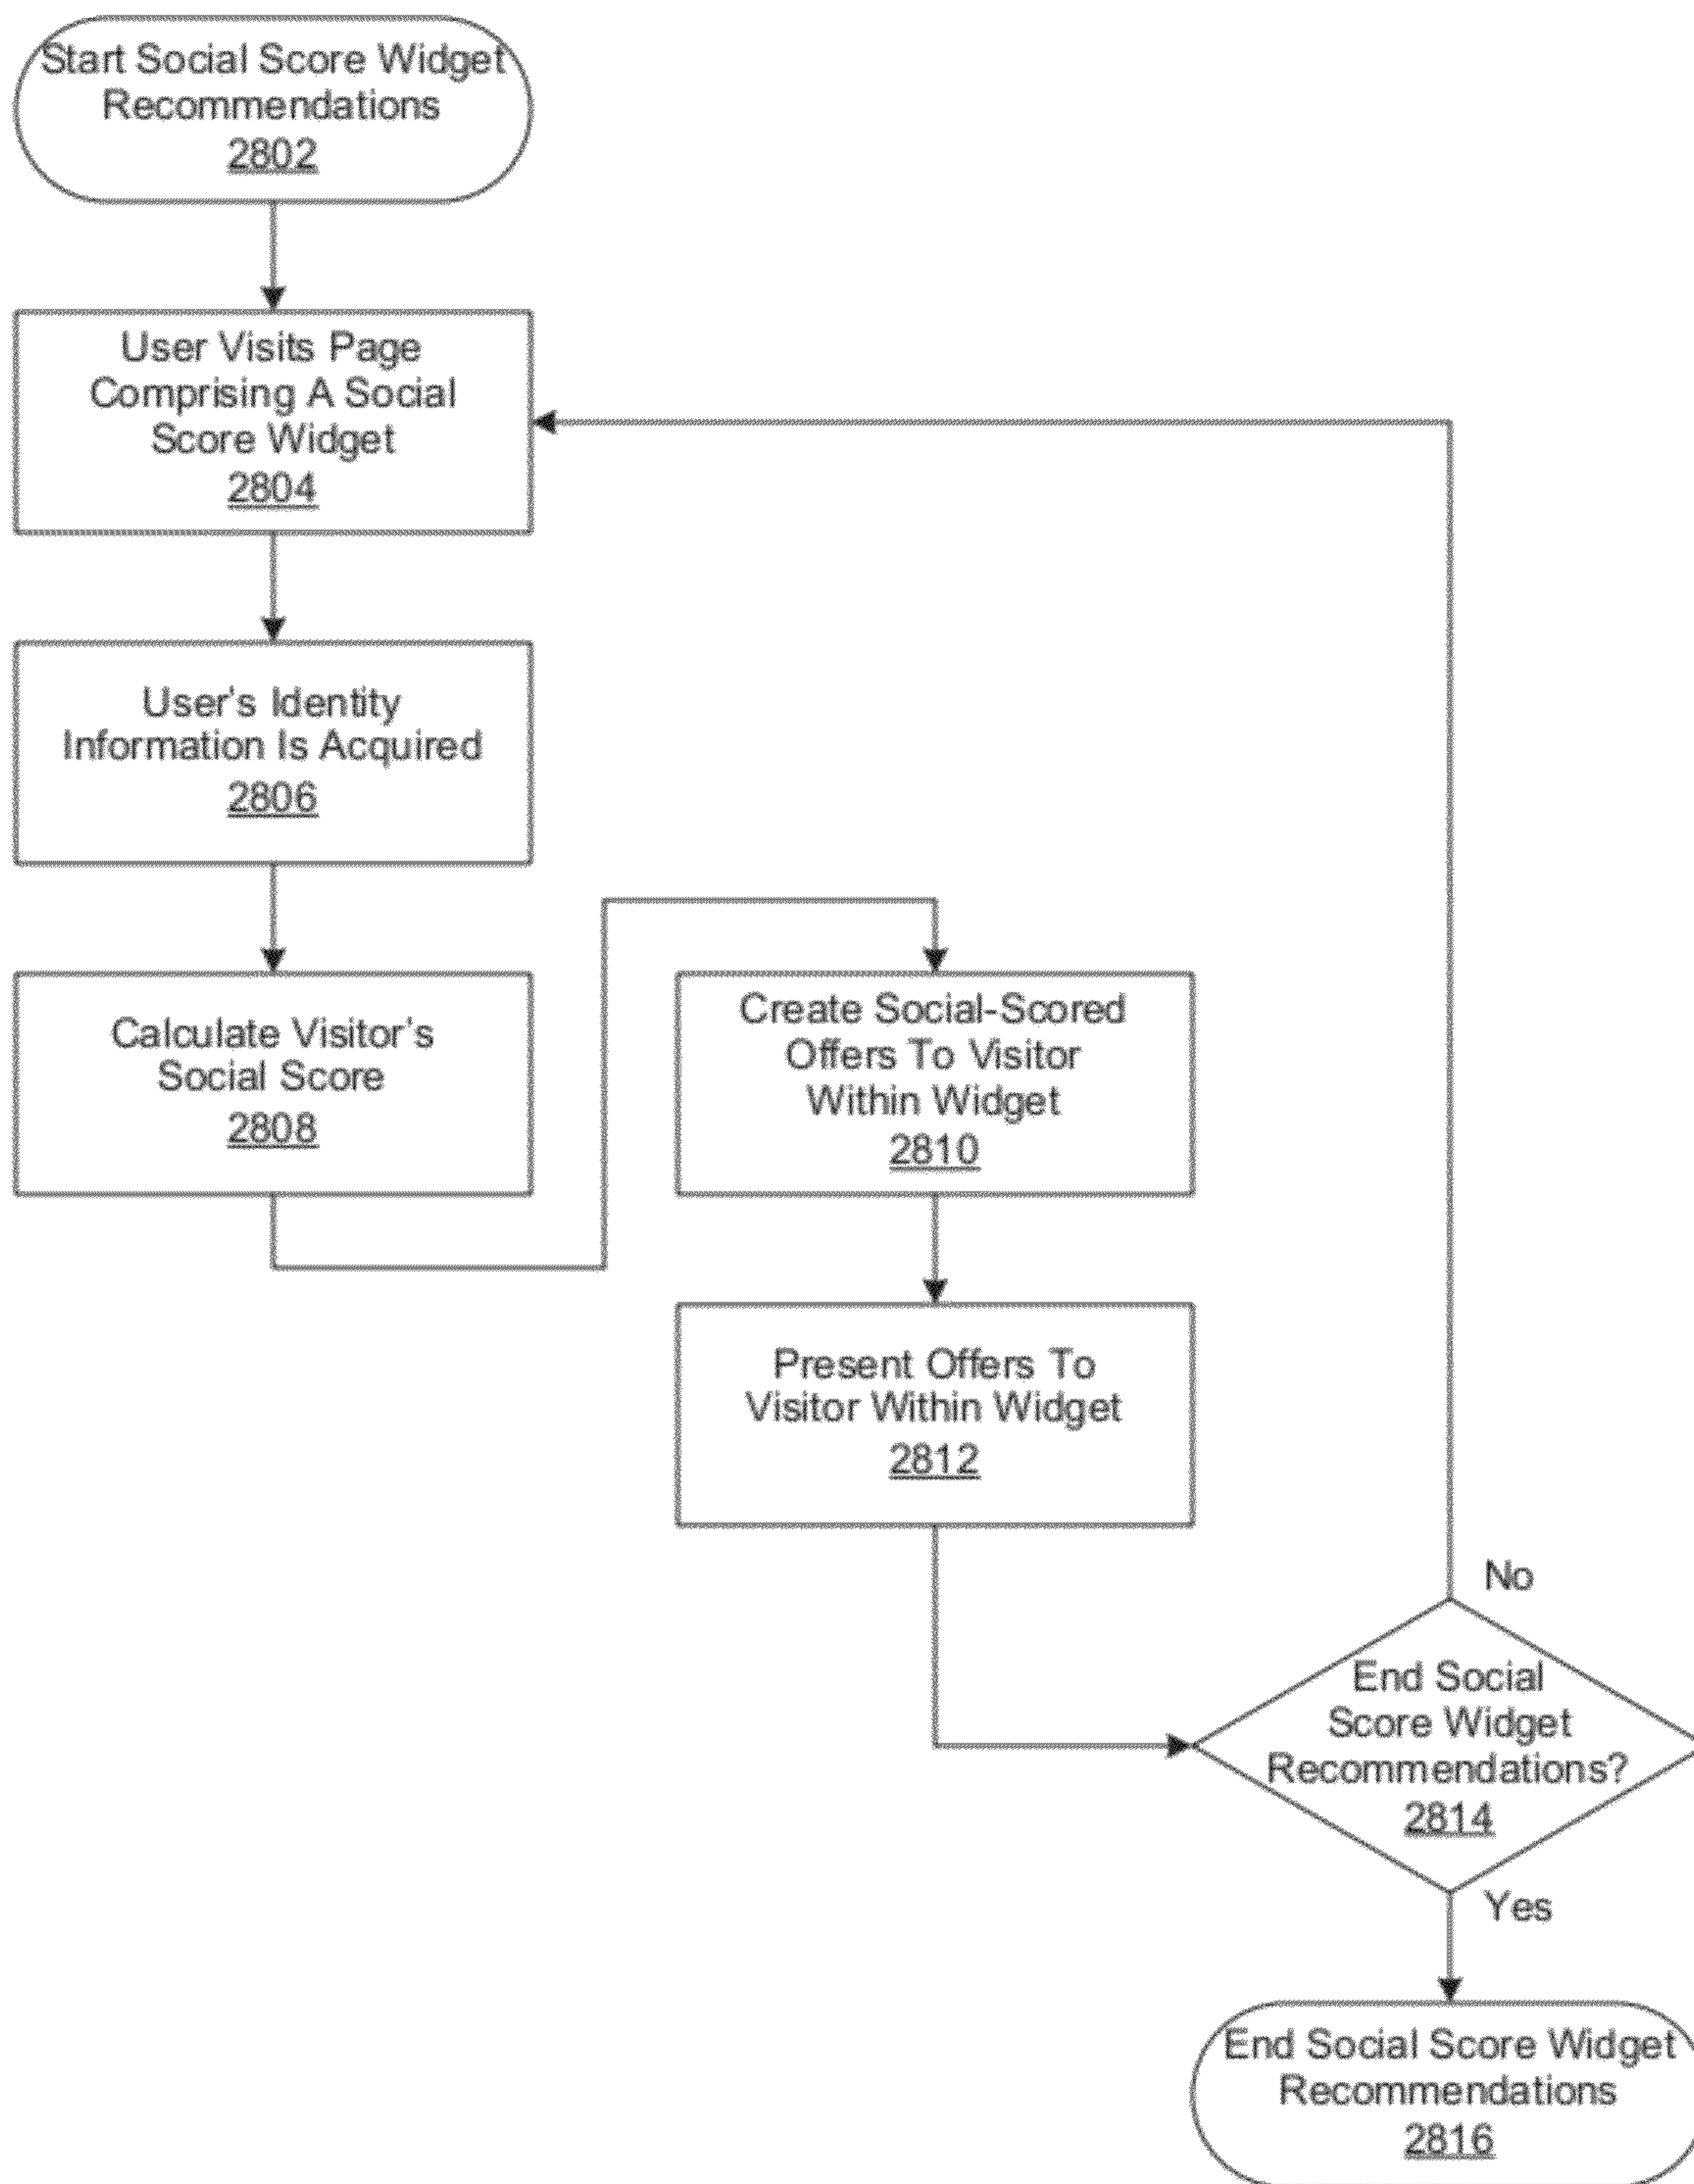 Start Social Score Widget
Recommendations
2802
User Visits Page
Comprising A Social
Score Widget
2804
User's Identity
Information Is Acquired
2806
Calculate Visitor's
Social Score
2808
Create Social-Scored
Offers To Visitor
Within Widget
2810
Present Offers To
Visitor Within Widget
2812
No
End Social
Score Widget
Recommendations?
2814
Yes
End Social Score Widget
Recommendations
2816